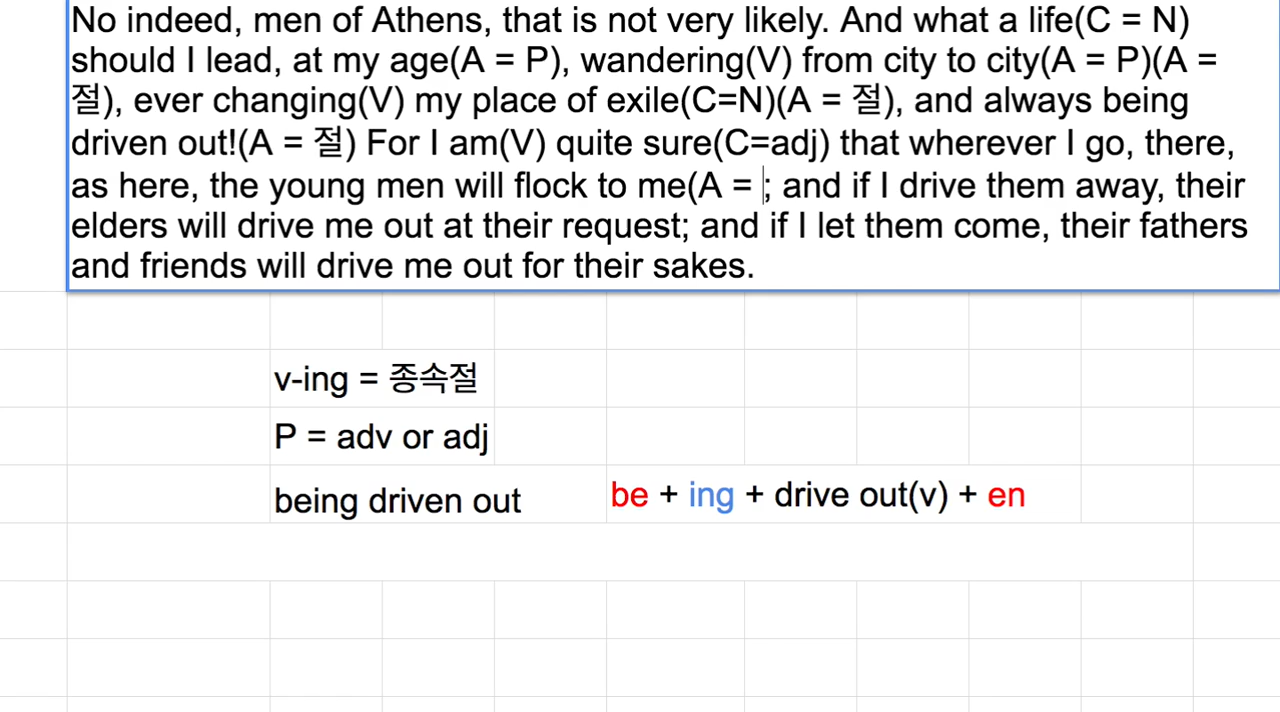 No indeed, men of Athens, that is not very likely. And what a life(C = N)
should I lead, at my age(A = P), wandering(V) from city to city(A = P)(A =
절), ever changing(V) my place of exile(C=N)(A = 절), and always being
driven out!(A = 절) For I am(V) quite sure(C=adj) that wherever I go, there,
as here, the young men will flock to me(A = ; and if I drive them away, their
elders will drive me out at their request; and if I let them come, their fathers
and friends will drive me out for their sakes.
v-ing = 종속절
P = adv or adj
being driven out be + ing + drive out(v) + en